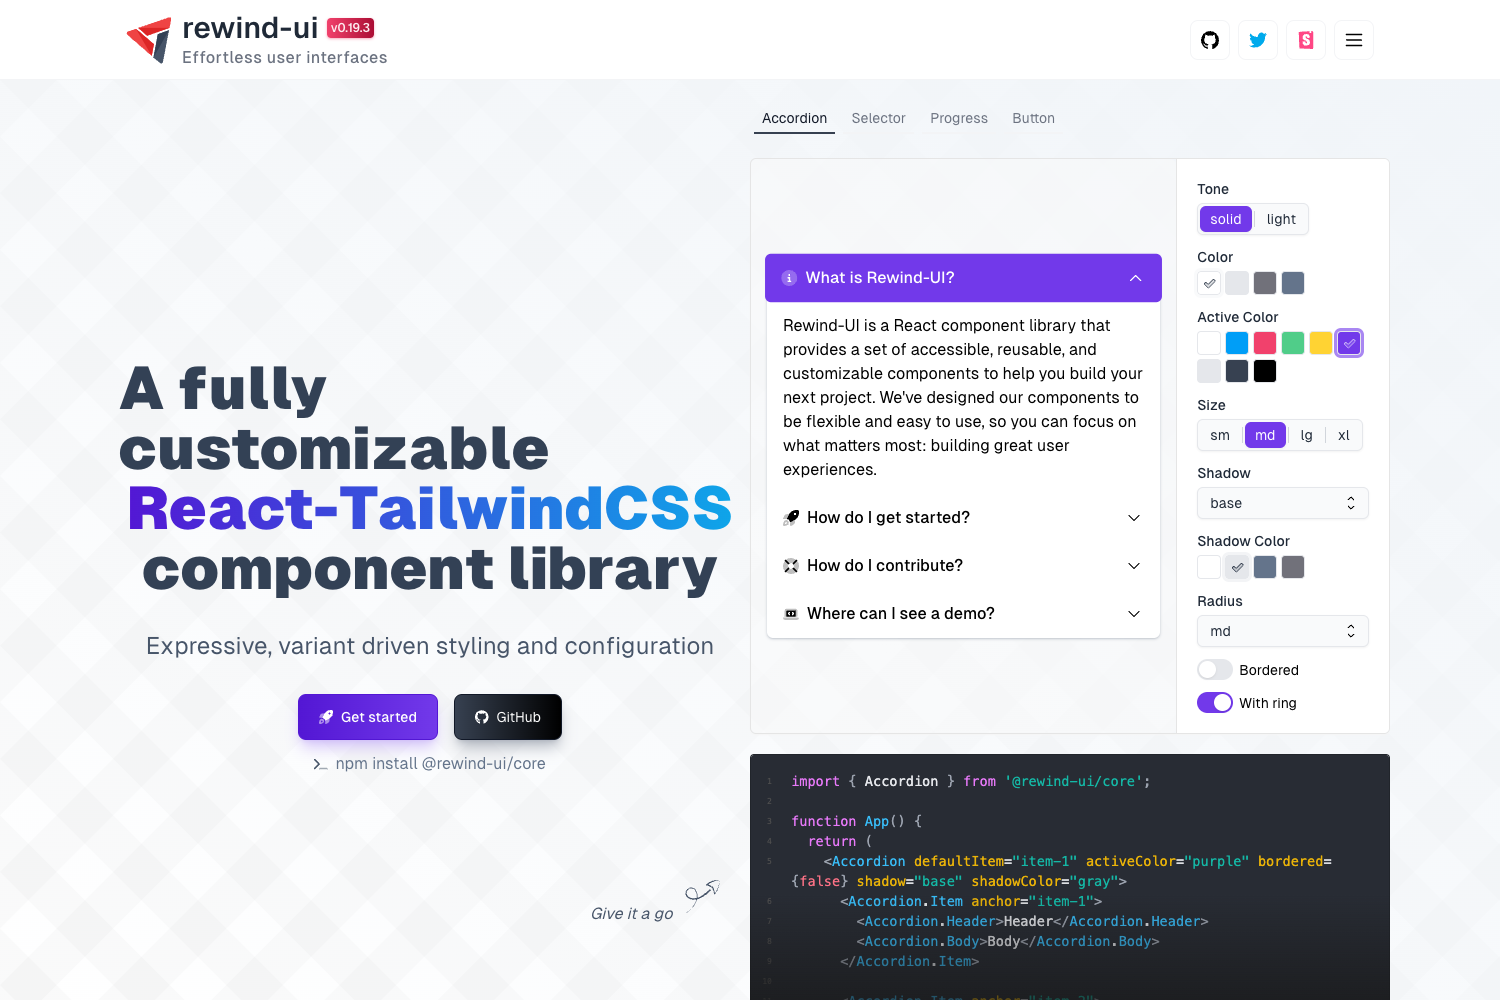 rewind-ui v0.19.3
Effortless user interfaces
A fully
customizable
React-TailwindCSS
component library
Expressive, variant driven styling and configuration
Get started
GitHub
npm install @rewind-ui/core
Give it a go
Accordion Selector Progress Button
What is Rewind-UI?
Rewind-UI is a React component library that
provides a set of accessible, reusable, and
customizable components to help you build your
next project. We've designed our components to
be flexible and easy to use, so you can focus on
what matters most: building great user
experiences.
How do I get started?
How do I contribute?
Where can I see a demo?
Tone
solid light
Color
Active Color
Size
sm md lg xl
Shadow
base
Shadow Color
Radius
md
Bordered
With ring
1 import { Accordion } from '@rewind-ui/core';
2
3 function App() {
4 return (
5 <Accordion defaultItem="item-1" activeColor="purple" bordered=
{false} shadow="base" shadowColor="gray">
6 <Accordion.Item anchor="item-1">
7 <Accordion.Header>Header</Accordion.Header>
8 <Accordion.Body>Body</Accordion.Body>
9 </Accordion.Item>
10